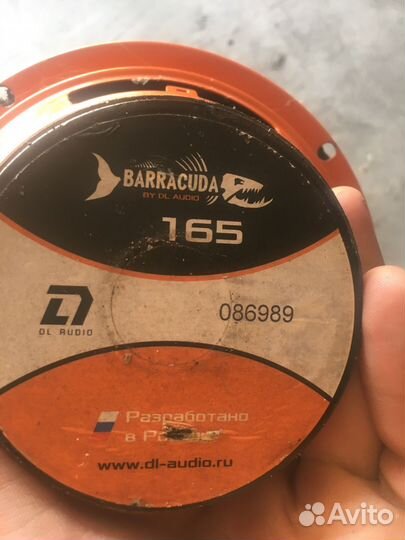 BARRACUDA
BY DL AUDIO
165
DL AUDIO
086989
Разработано
в
www.dl-audio.ru
Avito